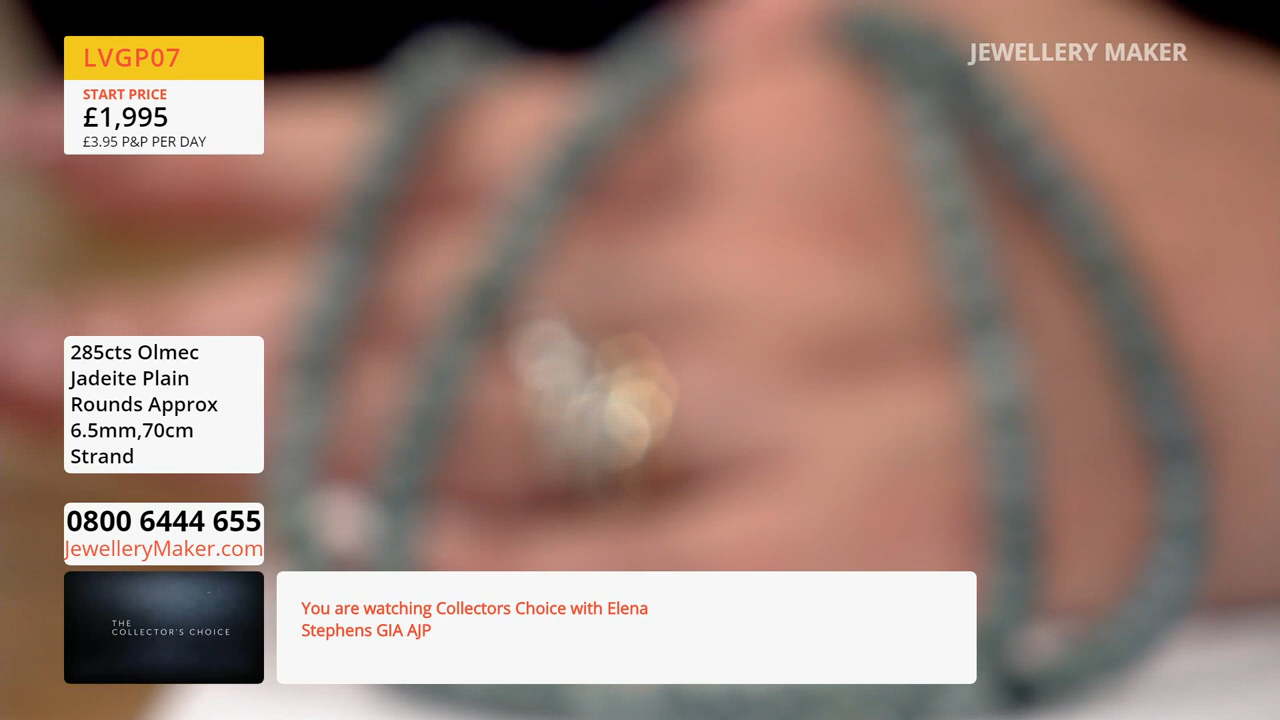 LVGP07
START PRICE
£1,995
£3.95 P&P PER DAY
JEWELLERY MAKER
285cts Olmec
Jadeite Plain
Rounds Approx
6.5mm,70cm
Strand
0800 6444 655
JewelleryMaker.com
THE
COLLECTOR'S CHOICE
You are watching Collectors Choice with Elena
Stephens GIA AJP